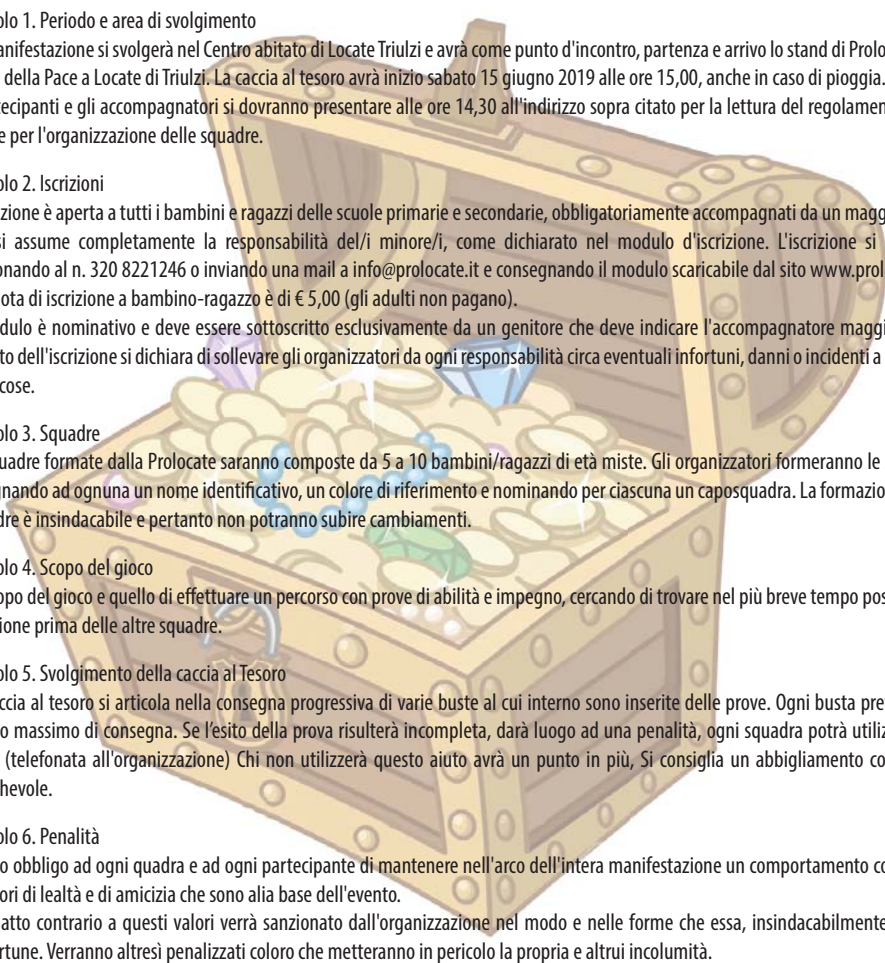 olo 1. Periodo e area di svolgimento
anifestazione si svolgerà nel Centro abitato di Locate Triulzi e avrà come punto d'incontro, partenza e arrivo lo stand di Prolo
della Pace a Locate di Triulzi. La caccia al tesoro avrà inizio sabato 15 giugno 2019 alle ore 15,00, anche in caso di pioggia.
tecipanti e gli accompagnatori si dovranno presentare alle ore 14,30 all'indirizzo sopra citato per la lettura del regolamen
e per l'organizzazione delle squadre.
olo 2. Iscrizioni
zione è aperta a tutti i bambini e ragazzi delle scuole primarie e secondarie, obbligatoriamente accompagnati da un magg
si assume completamente la responsabilità del/i minore/i, come dichiarato nel modulo d'iscrizione. L'iscrizione si
onando al n. 320 8221246 o inviando una mail a info@prolocate.it e consegnando il modulo scaricabile dal sito www.prol
ota di iscrizione a bambino-ragazzo è di € 5,00 (gli adulti non pagano).
dulo è nominativo e deve essere sottoscritto esclusivamente da un genitore che deve indicare l'accompagnatore maggi
to dell'iscrizione si dichiara di sollevare gli organizzatori da ogni responsabilità circa eventuali infortuni, danni o incidenti a
cose.
olo 3. Squadre
uadre formate dalla Prolocate saranno composte da 5 a 10 bambini/ragazzi di età miste. Gli organizzatori formeranno le
gnando ad ognuna un nome identificativo, un colore di riferimento e nominando per ciascuna un caposquadra. La formazio
dre è insindacabile e pertanto non potranno subire cambiamenti.
olo 4. Scopo del gioco
opo del gioco e quello di effettuare un percorso con prove di abilità e impegno, cercando di trovare nel più breve tempo pos
ione prima delle altre squadre.
olo 5. Svolgimento della caccia al Tesoro
ccia al tesoro si articola nella consegna progressiva di varie buste al cui interno sono inserite delle prove. Ogni busta pre
o massimo di consegna. Se l'esito della prova risulterà incompleta, darà luogo ad una penalità, ogni squadra potrà utiliz
(telefonata all'organizzazione) Chi non utilizzerà questo aiuto avrà un punto in più, Si consiglia un abbigliamento co
hevole.
olo 6. Penalità
o obbligo ad ogni quadra e ad ogni partecipante di mantenere nell'arco dell'intera manifestazione un comportamento co
ori di lealtà e di amicizia che sono alia base dell'evento.
atto contrario a questi valori verrà sanzionato dall'organizzazione nel modo e nelle forme che essa, insindacabilmente
rtune. Verranno altresì penalizzati coloro che metteranno in pericolo la propria e altrui incolumità.